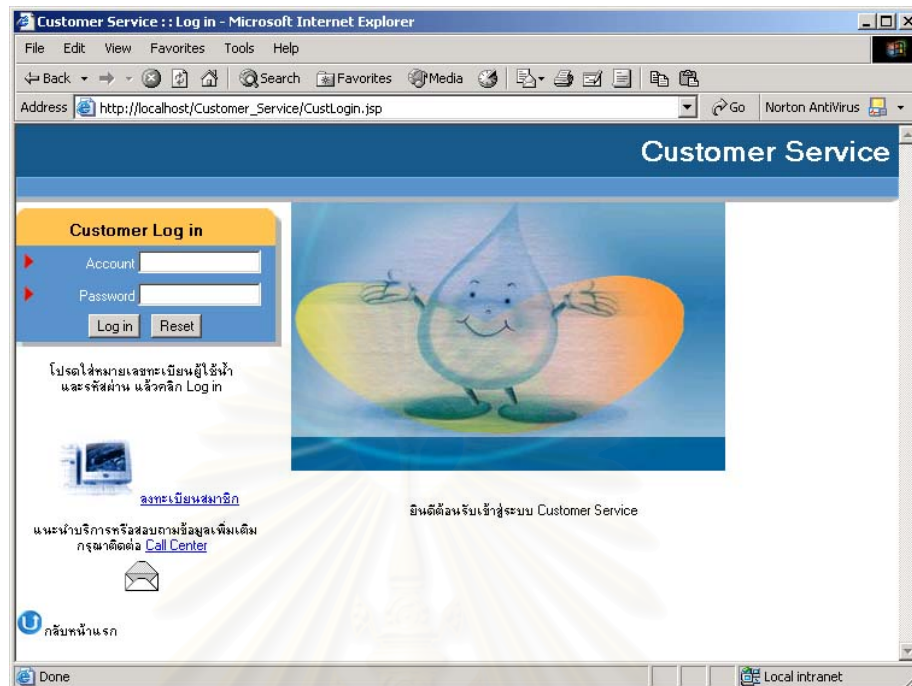 Customer Service :: Log in - Microsoft Internet Explorer
File Edit View Favorites Tools Help
Back Search Favorites Media
Address http://localhost/Customer_Service/CustLogin.jsp Go Norton AntiVirus
Customer Service
Customer Log in
Account
Password
Log in Reset
โปรดใส่หมายเลขทะเบียนผู้ใช้น้ำ
และรหัสผ่าน แล้วคลิก Log in
ลงทะเบียนสมาชิก
แนะนำบริการหรือสอบถามข้อมูลเพิ่มเติม
กรุณาติดต่อ Call Center
กลับหน้าแรก
ยินดีต้อนรับเข้าสู่ระบบ Customer Service
Done Local intranet